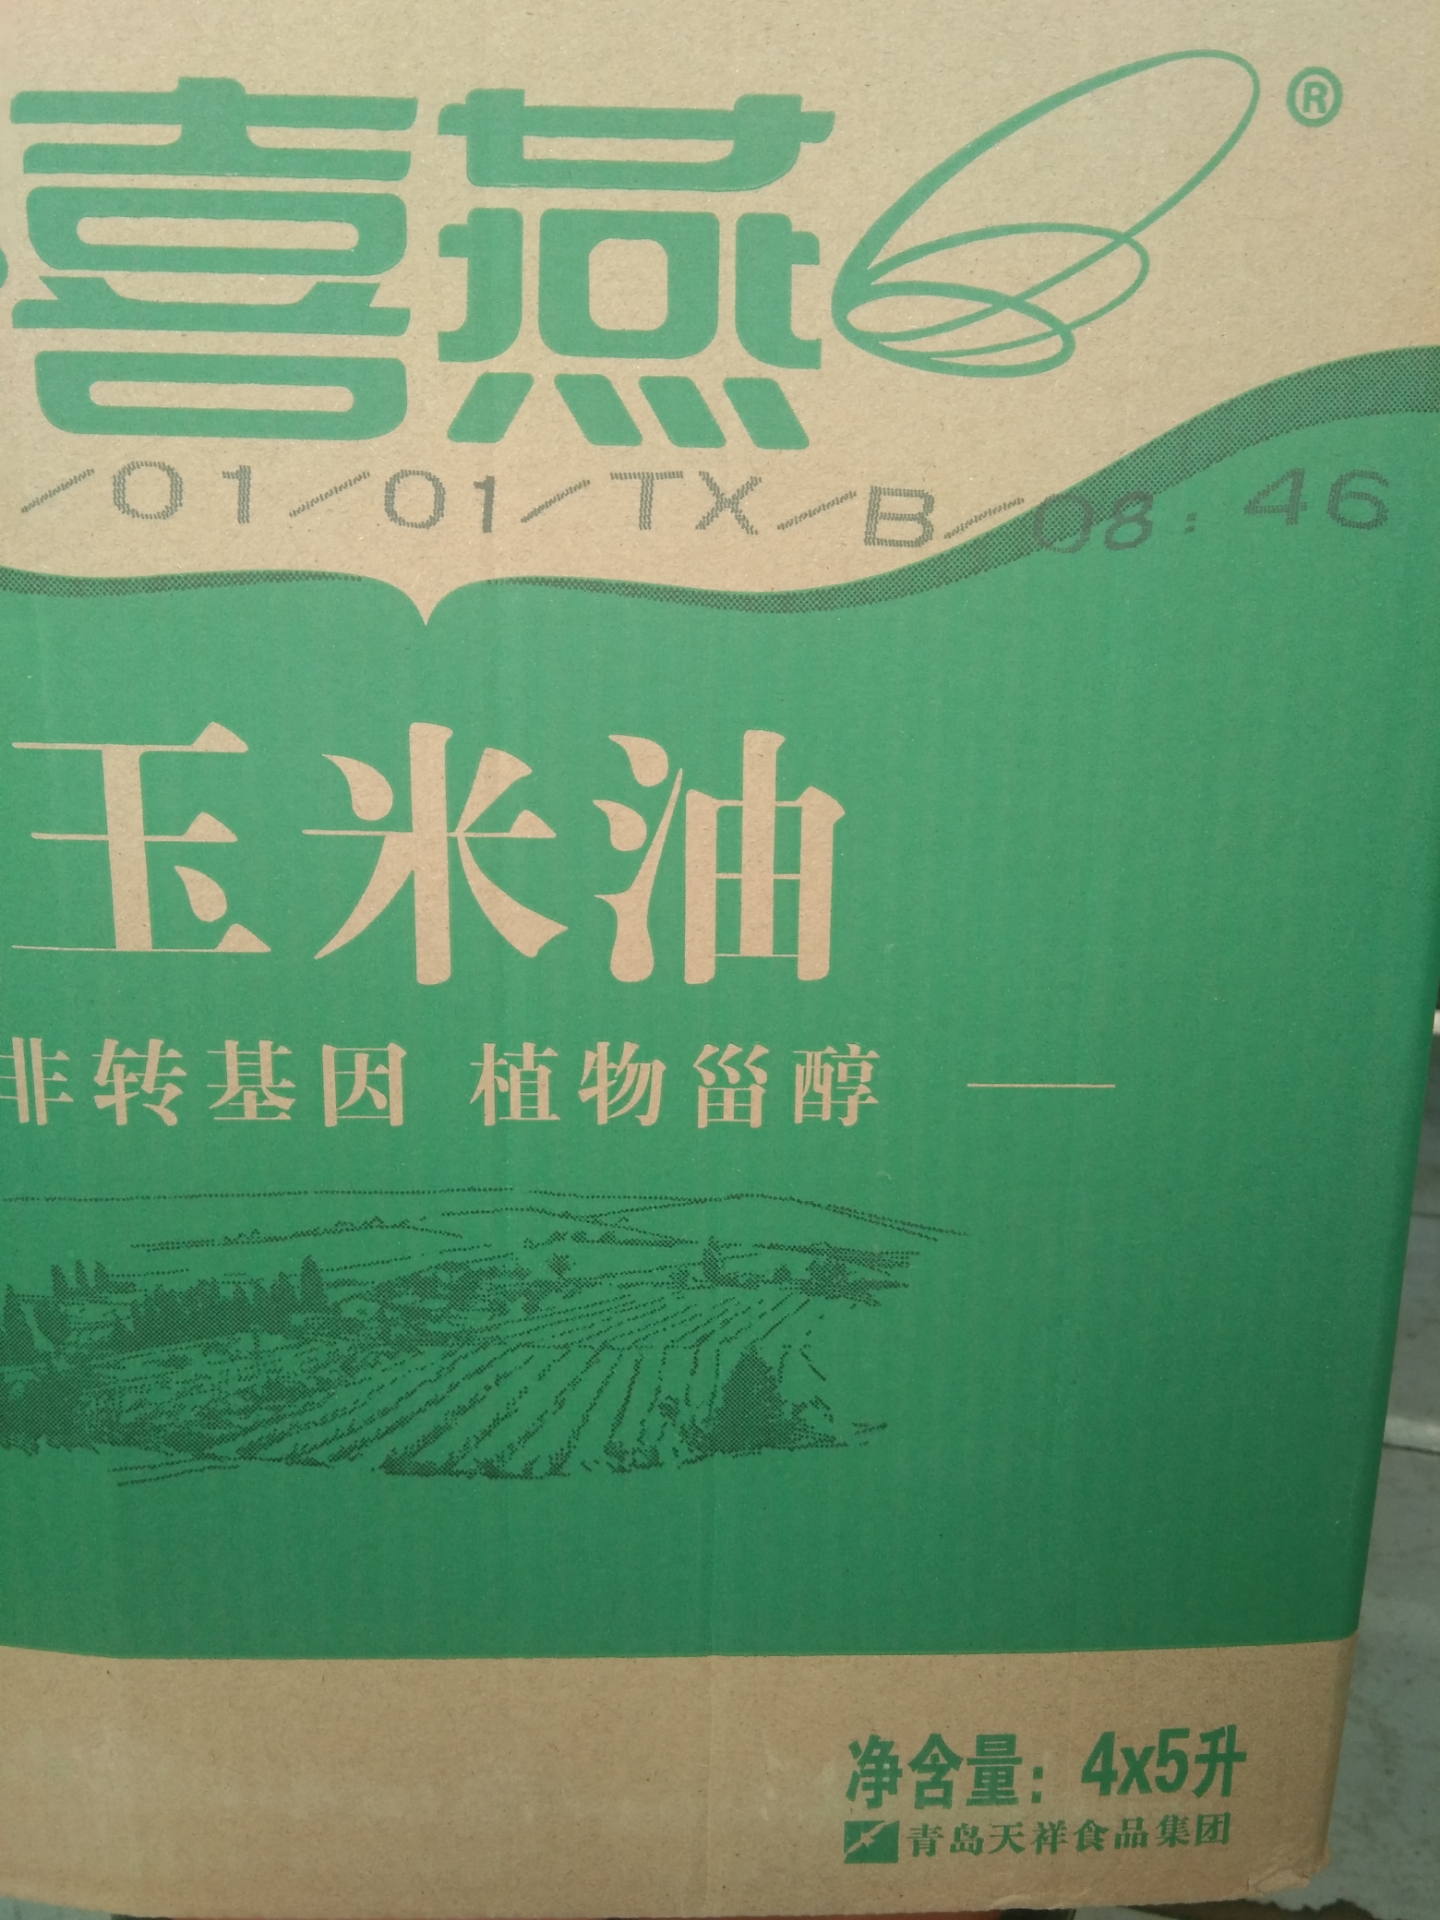 喜燕®
/01/01/TX/B/08:46
玉米油
非转基因 植物甾醇
净含量：4x5升
青岛天祥食品集团